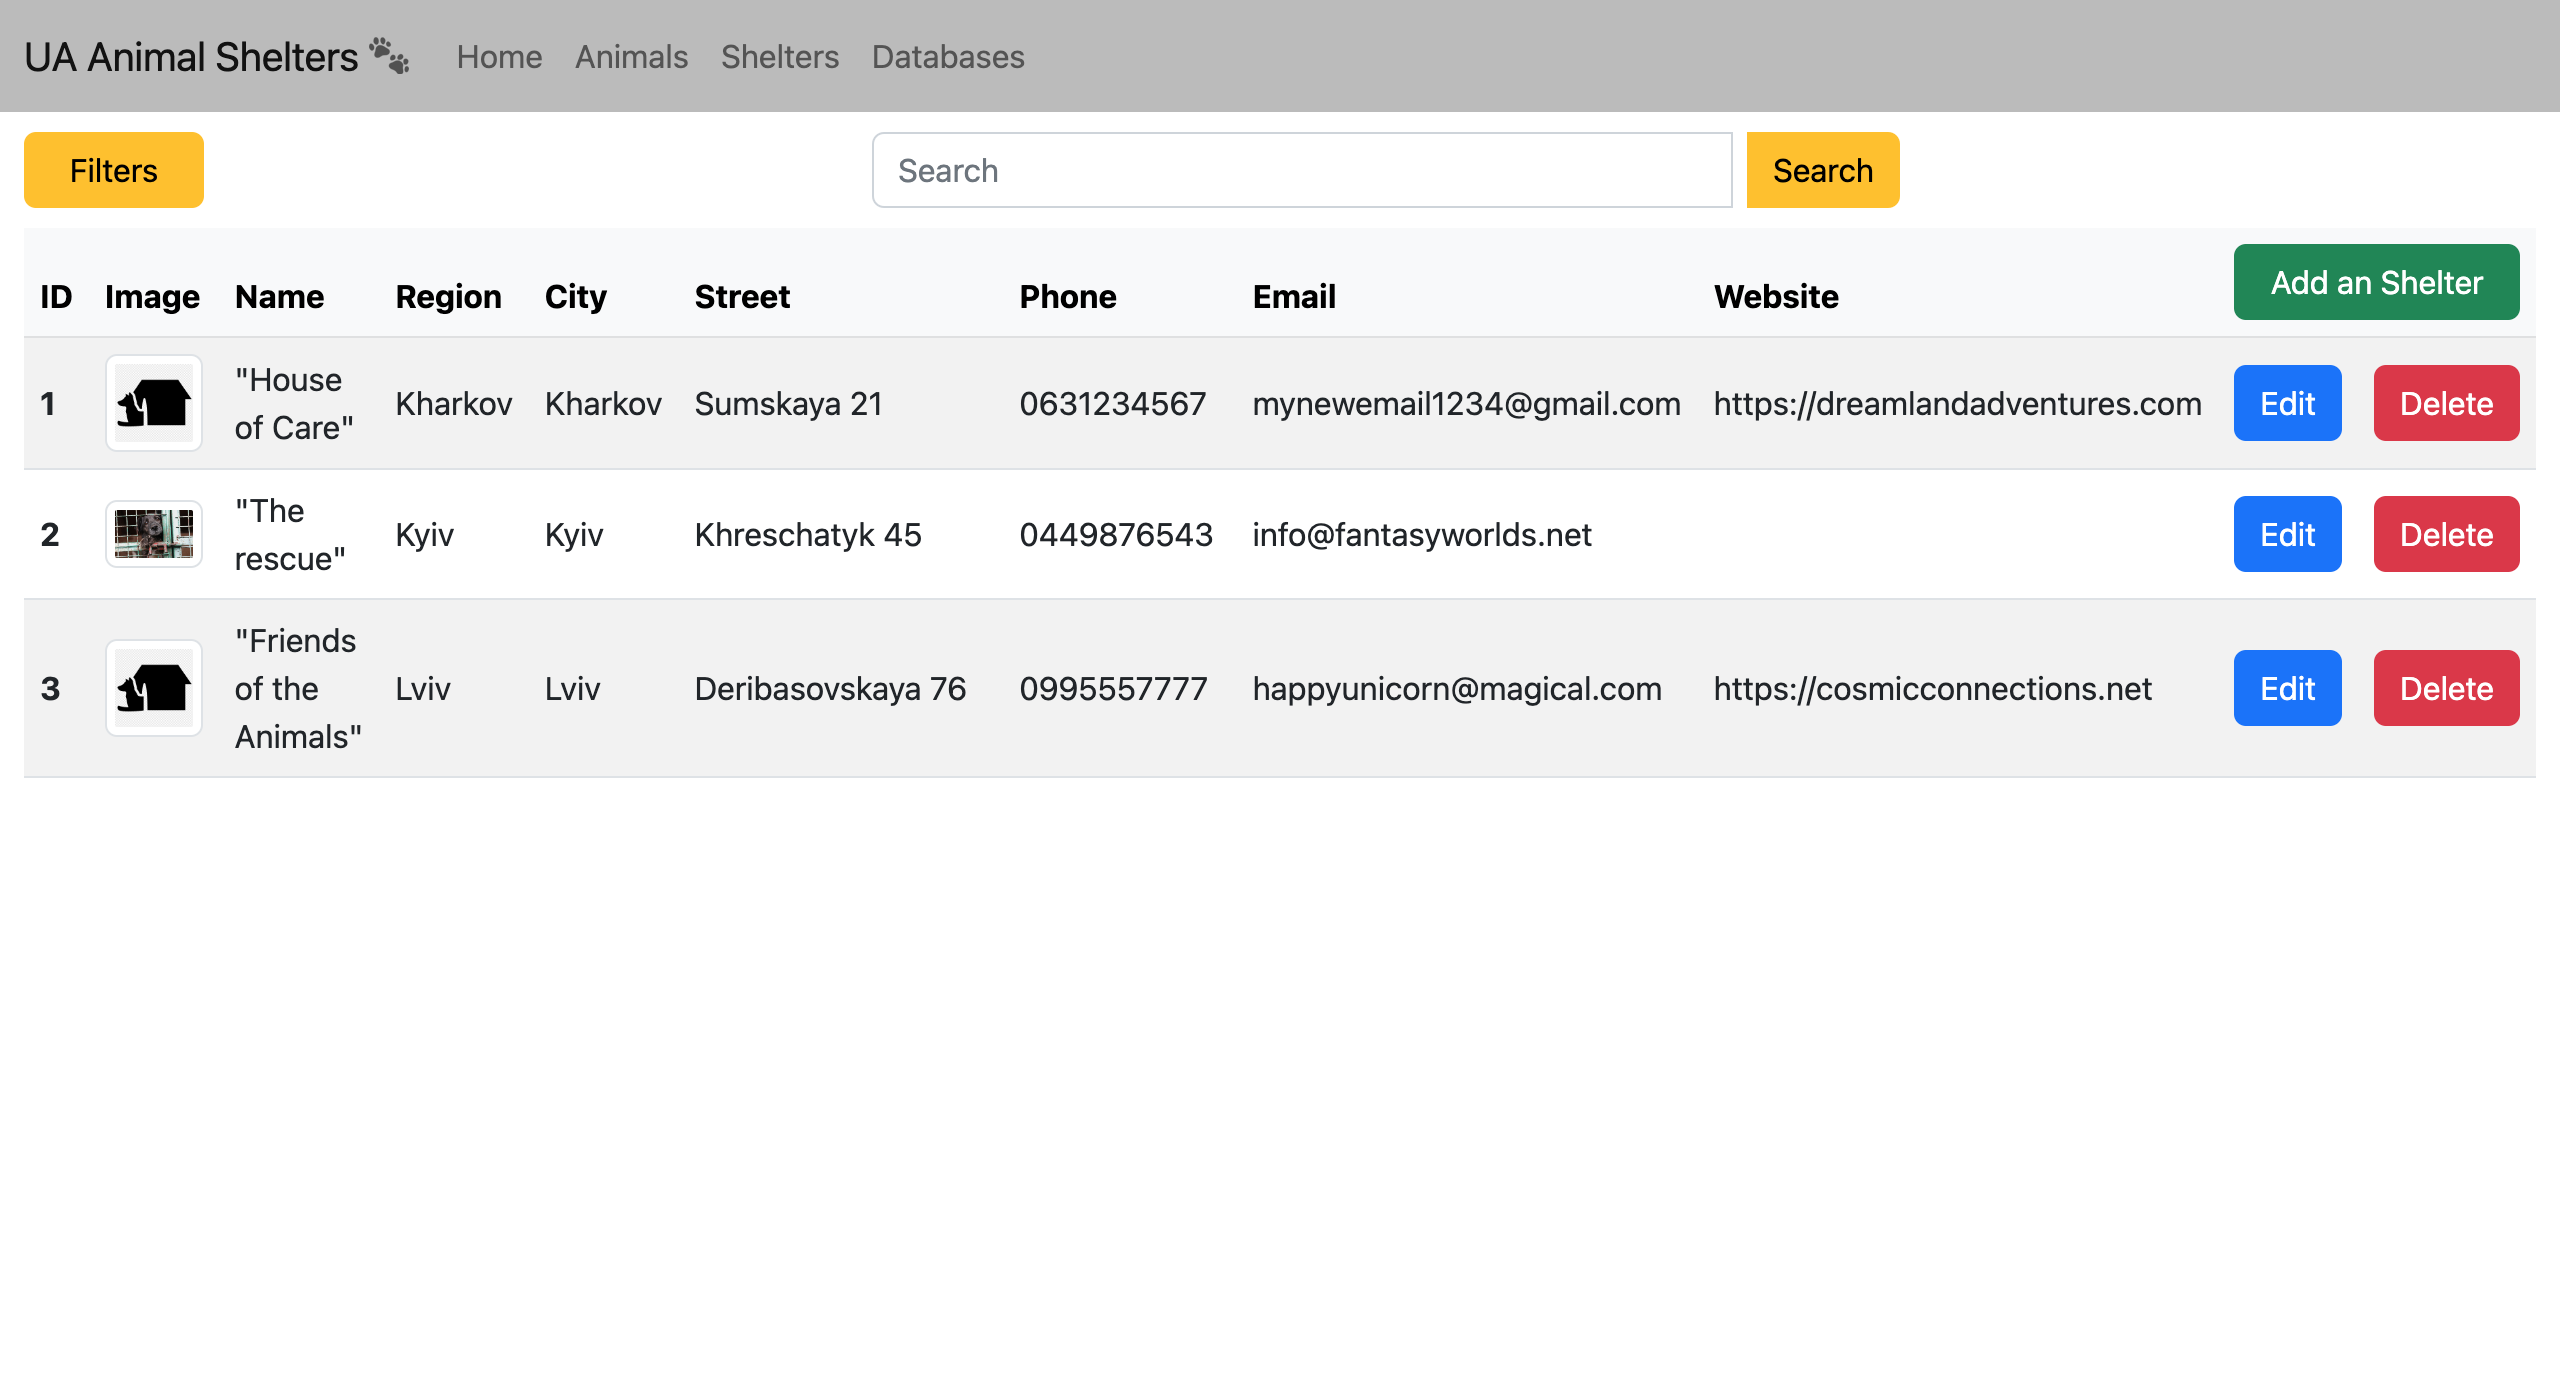 UA Animal Shelters Home Animals Shelters Databases
Filters Search Search
ID Image Name Region City Street Phone Email Website Add an Shelter
1 "House of Care" Kharkov Kharkov Sumskaya 21 0631234567 mynewemail1234@gmail.com https://dreamlandadventures.com Edit Delete
2 "The rescue" Kyiv Kyiv Khreschatyk 45 0449876543 info@fantasyworlds.net Edit Delete
3 "Friends of the Animals" Lviv Lviv Deribasovskaya 76 0995557777 happyunicorn@magical.com https://cosmicconnections.net Edit Delete